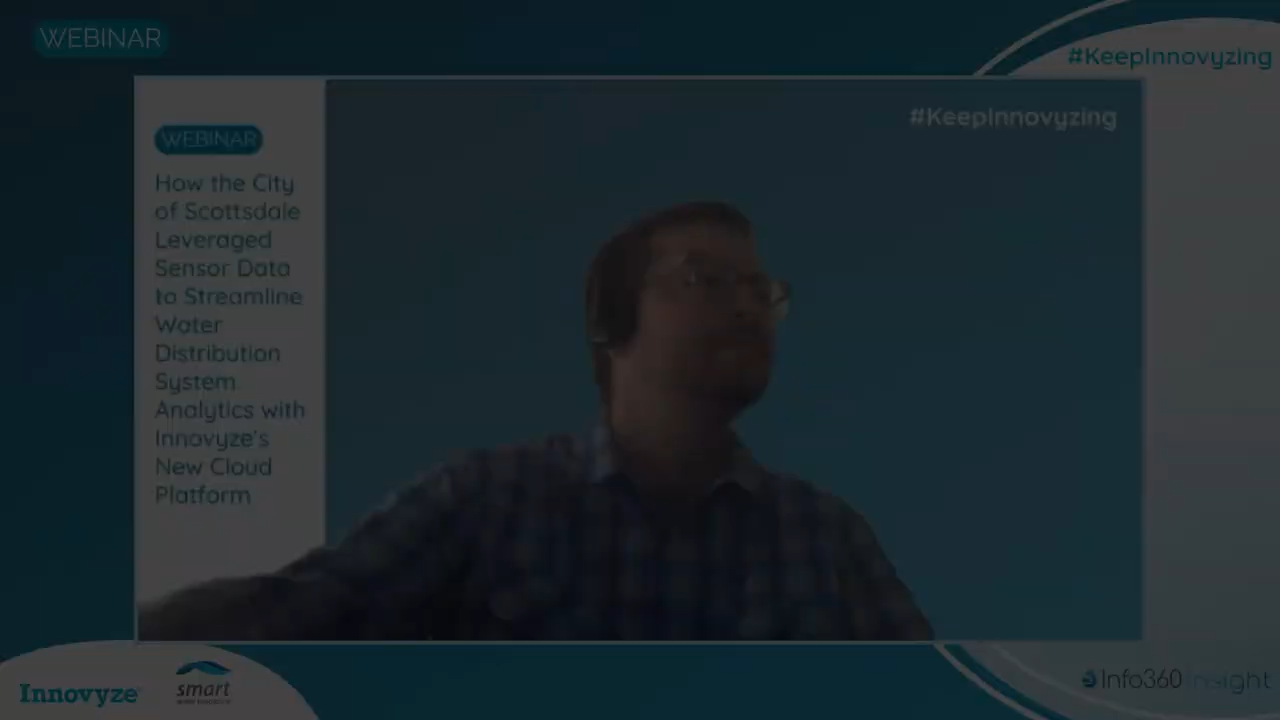 WEBINAR
#KeepInnovyzing
#KeepInnovyzing
WEBINAR
How the City
of Scottsdale
Leveraged
Sensor Data
to Streamline
Water
Distribution
System
Analytics with
Innovyze's
New Cloud
Platform
Innovyze
smart
Info360 Insight